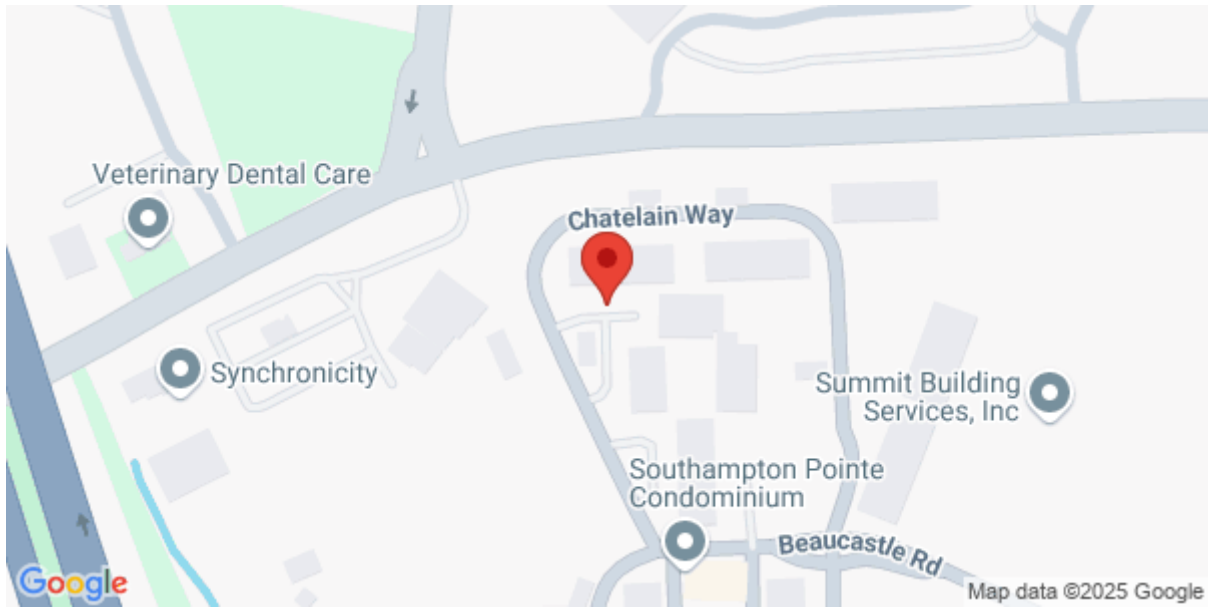 Veterinary Dental Care
Chatelain Way
Synchronicity
Summit Building
Services, Inc
Southampton Pointe
Condominium
Beaucastle Rd
Google
Map data ©2025 Google